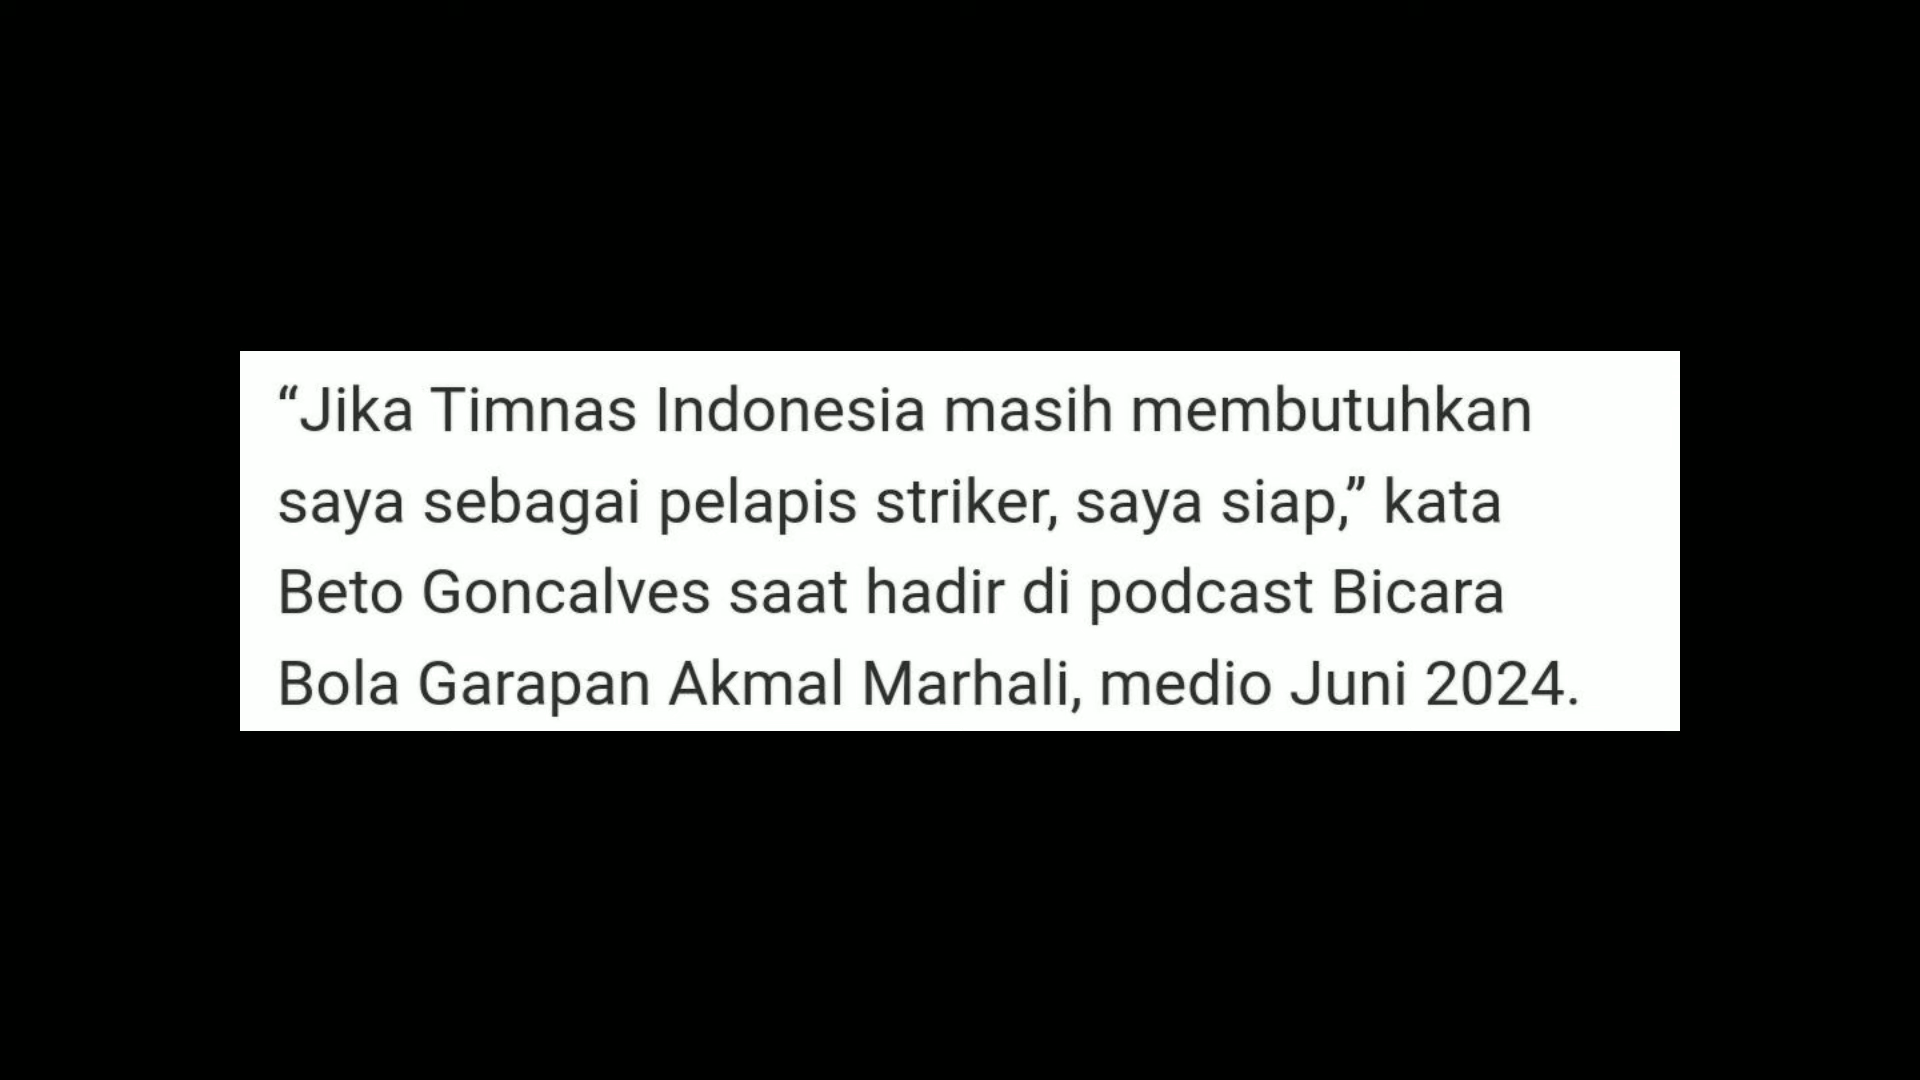 “Jika Timnas Indonesia masih membutuhkan
saya sebagai pelapis striker, saya siap,” kata
Beto Goncalves saat hadir di podcast Bicara
Bola Garapan Akmal Marhali, medio Juni 2024.